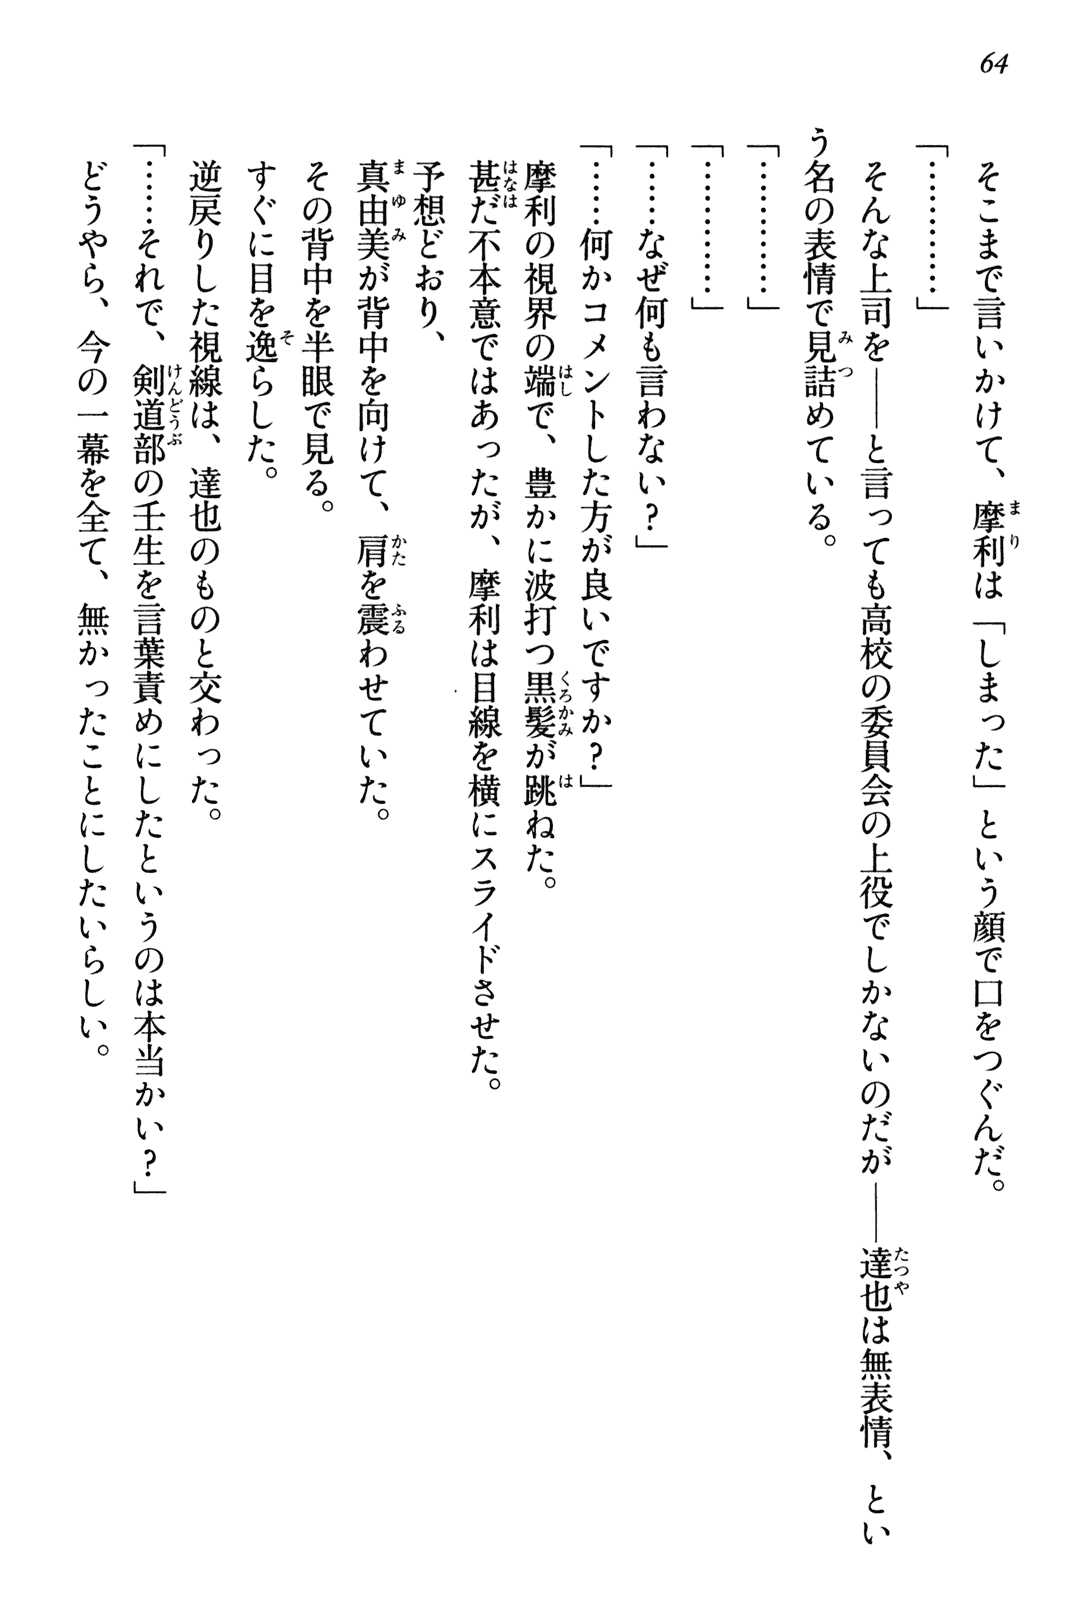 64
そこまで言いかけて、摩利は「しまった」という顔で口をつぐんだ。
「…………」
そんな上司を――と言っても高校の委員会の上役でしかないのだが――達也は無表情、とい
う名の表情で見詰めている。
「…………」
「…………」
「……なぜ何も言わない?」
「……何かコメントした方が良いですか?」
摩利の視界の端で、豊かに波打つ黒髪が跳ねた。
甚だ不本意ではあったが、摩利は目線を横にスライドさせた。
予想どおり、
真由美が背中を向けて、肩を震わせていた。
その背中を半眼で見る。
すぐに目を逸らした。
逆戻りした視線は、達也のものと交わった。
「……それで、剣道部の壬生を言葉責めにしたというのは本当かい?」
どうやら、今の一幕を全て、無かったことにしたいらしい。